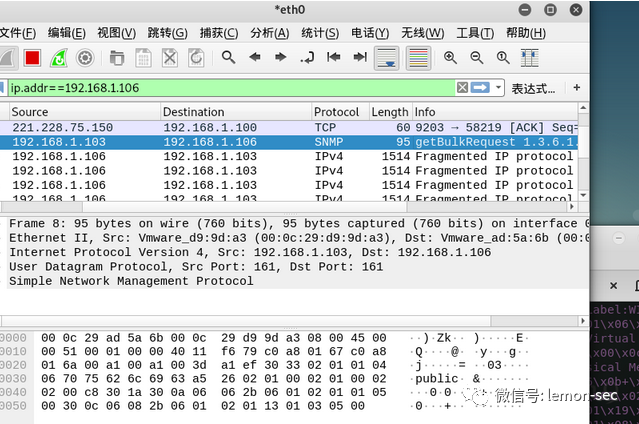 *eth0
文件(F) 编辑(E) 视图(V) 跳转(G) 捕获(C) 分析(A) 统计(S) 电话(Y) 无线(W) 工具(T) 帮助(H)
ip.addr==192.168.1.106 表达式… +
Source Destination Protocol Length Info
221.228.75.150 192.168.1.100 TCP 60 9203 → 58219 [ACK] Seq=
192.168.1.103 192.168.1.106 SNMP 95 getBulkRequest 1.3.6.1.
192.168.1.106 192.168.1.103 IPv4 1514 Fragmented IP protocol
192.168.1.106 192.168.1.103 IPv4 1514 Fragmented IP protocol
192.168.1.106 192.168.1.103 IPv4 1514 Fragmented IP protocol
192.168.1.106 192.168.1.103 IPv4 1514 Fragmented IP protocol
Frame 8: 95 bytes on wire (760 bits), 95 bytes captured (760 bits) on interface 0
Ethernet II, Src: Vmware_d9:9d:a3 (00:0c:29:d9:9d:a3), Dst: Vmware_ad:5a:6b (00:0
Internet Protocol Version 4, Src: 192.168.1.103, Dst: 192.168.1.106
User Datagram Protocol, Src Port: 161, Dst Port: 161
Simple Network Management Protocol
0000 00 0c 29 ad 5a 6b 00 0c 29 d9 9d a3 08 00 45 00 ··)·Zk··)·····E·
0010 00 51 00 01 00 00 40 11 f6 79 c0 a8 01 67 c0 a8 ·Q····@··y···g··
0020 01 6a 00 a1 00 a1 00 3d a1 ef 30 33 02 01 01 04 ·j·····=··03····
0030 06 70 75 62 6c 69 63 a5 26 02 01 00 02 01 00 02 ·public·&·······
0040 02 00 c8 30 1a 30 0a 06 06 2b 06 01 02 01 01 05
0050 00 30 0c 06 08 2b 06 01 02 01 13 01 03 05 00 ·0···+·········
abel:WI
01\x06\
Virtual
\x00\x0c
sical Me
\x0b+\x
微信号: lemon-sec